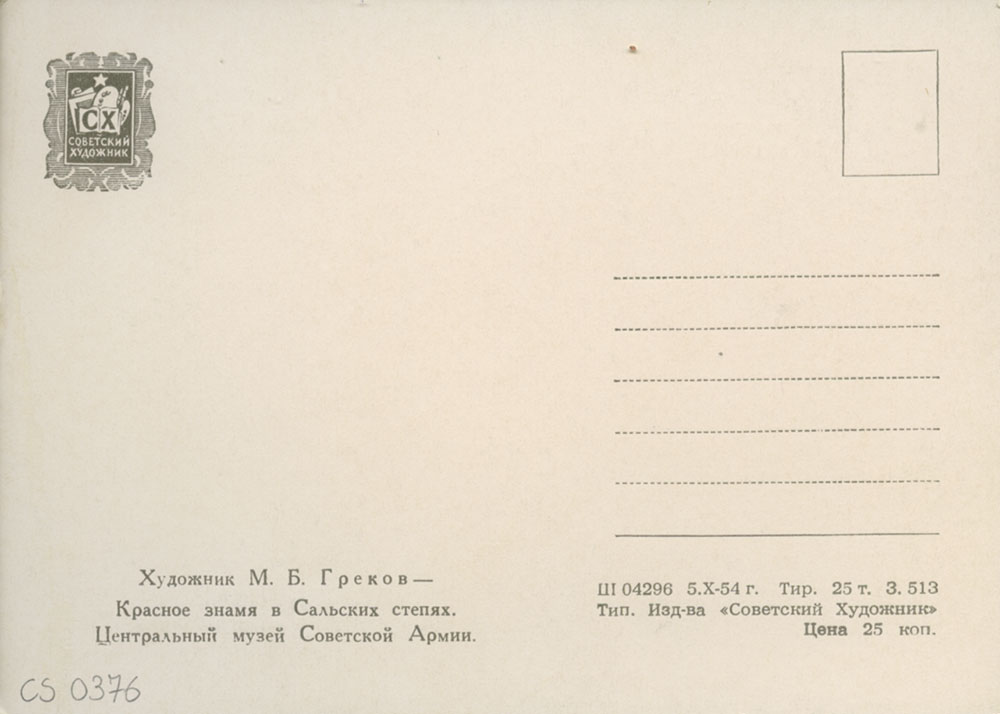 СХ
СОВЕТСКИЙ
ХУДОЖНИК
Художник М. Б. Греков—
Красное знамя в Сальских степях.
Центральный музей Советской Армии.
Ш 04296 5.X-54 г. Тир. 25 т. З. 513
Тип. Изд-ва «Советский Художник»
Цена 25 коп.
CS 0376